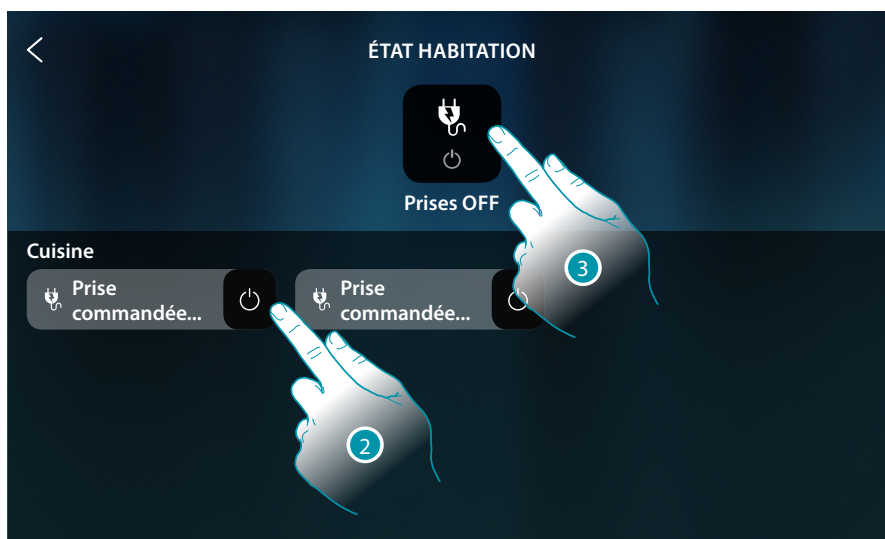 ÉTAT HABITATION
Prises OFF
3
Cuisine
Prise
commandée...
Prise
commandée...
2